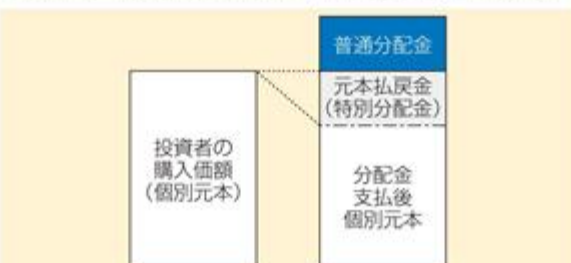 普通分配金
元本払戻金
(特別分配金)
投資者の
購入価額
(個別元本)
分配金
支払後
個別元本